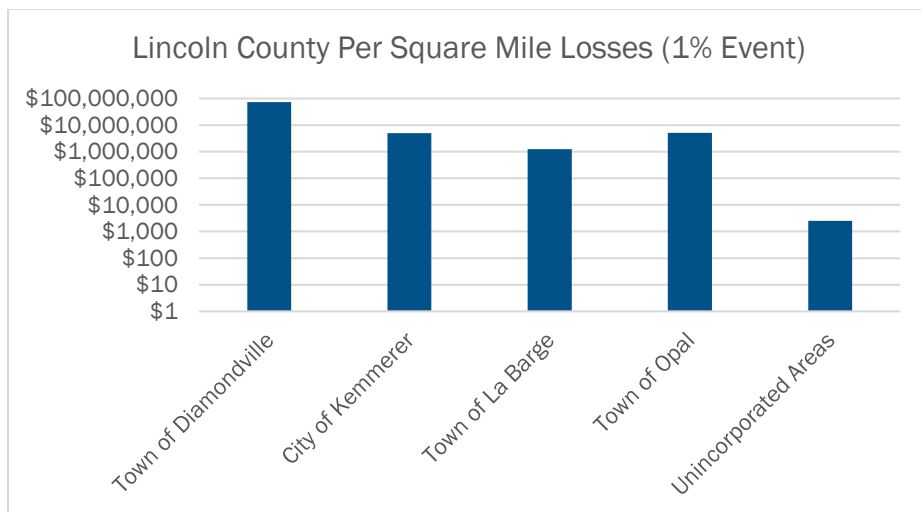 Lincoln County Per Square Mile Losses (1% Event)
$100,000,000
$10,000,000
$1,000,000
$100,000
$10,000
$1,000
$100
$10
$1
Town of Diamondville
City of Kemmerer
Town of La Barge
Town of Opal
Unincorporated Areas